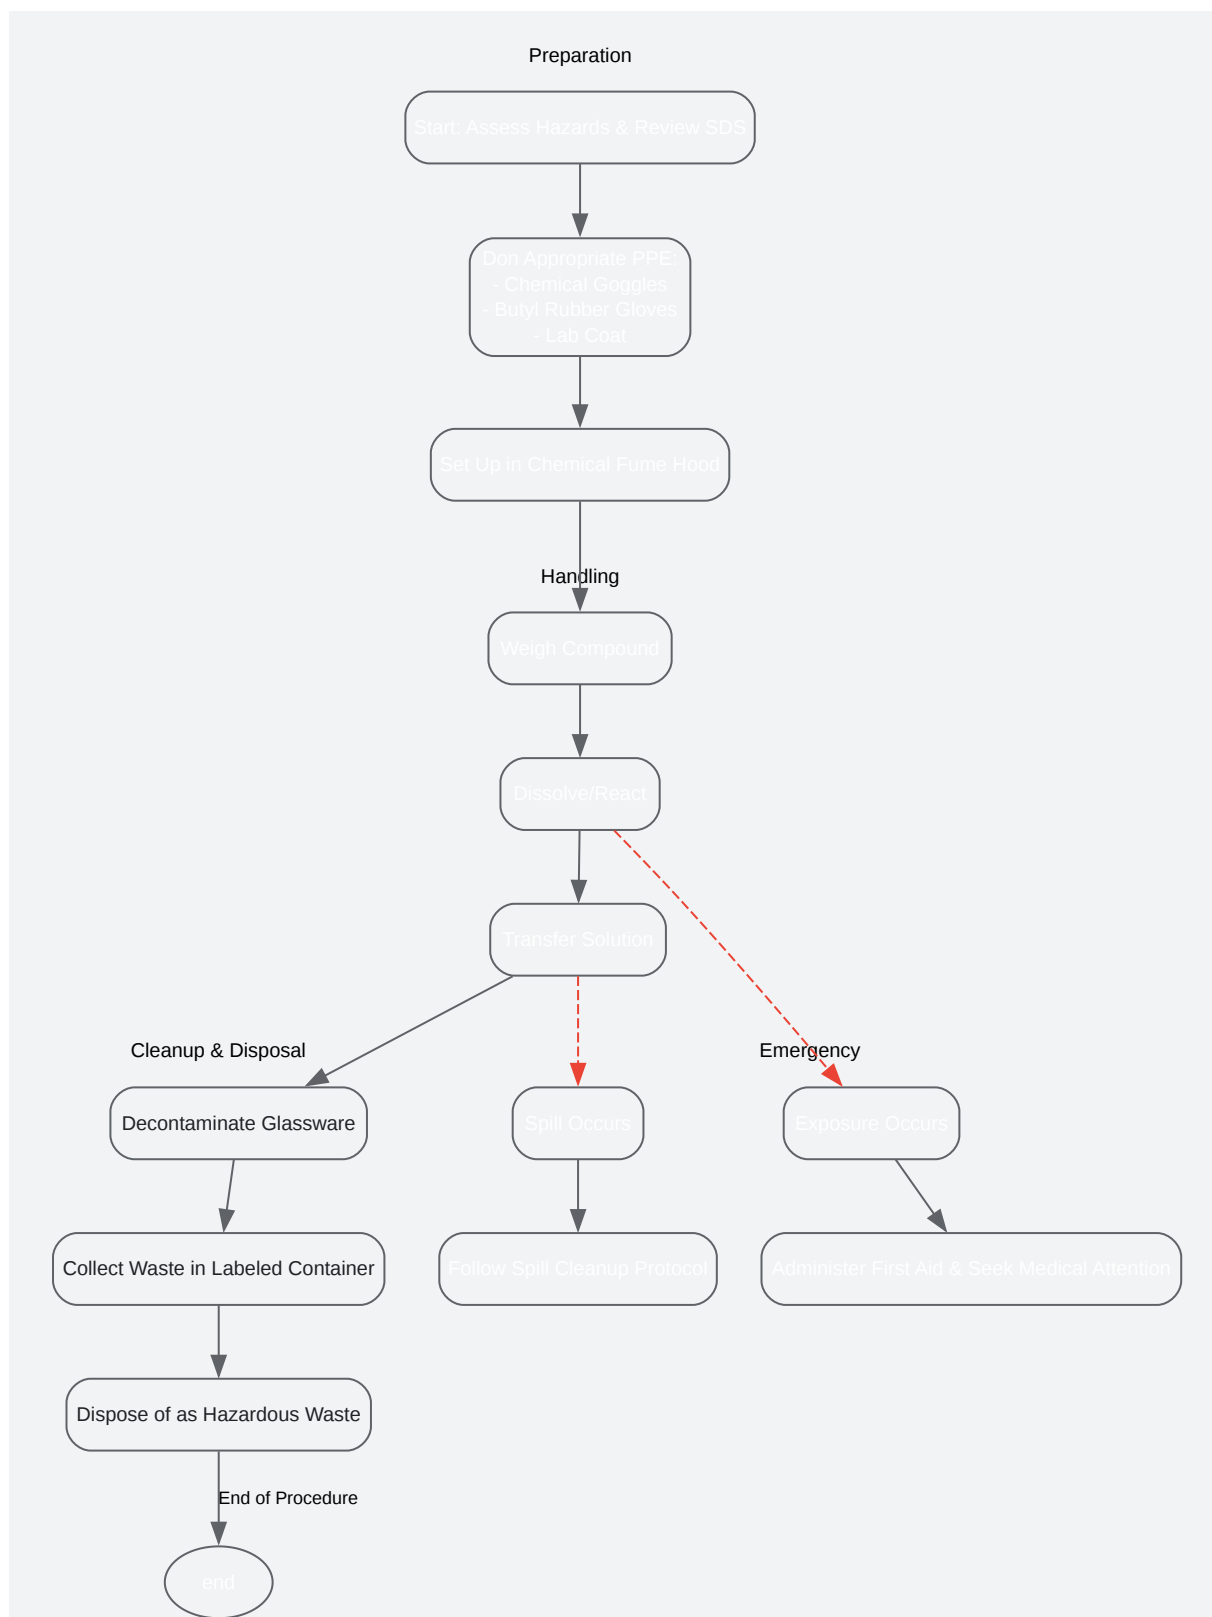 Preparation
Start: Assess Hazards & Review SDS
Don Appropriate PPE:
- Chemical Goggles
- Butyl Rubber Gloves
- Lab Coat
Set Up in Chemical Fume Hood
Handling
Weigh Compound
Dissolve/React
Transfer Solution
Cleanup & Disposal
Emergency
Decontaminate Glassware
Spill Occurs
Exposure Occurs
Collect Waste in Labeled Container
Follow Spill Cleanup Protocol
Administer First Aid & Seek Medical Attention
Dispose of as Hazardous Waste
End of Procedure
end